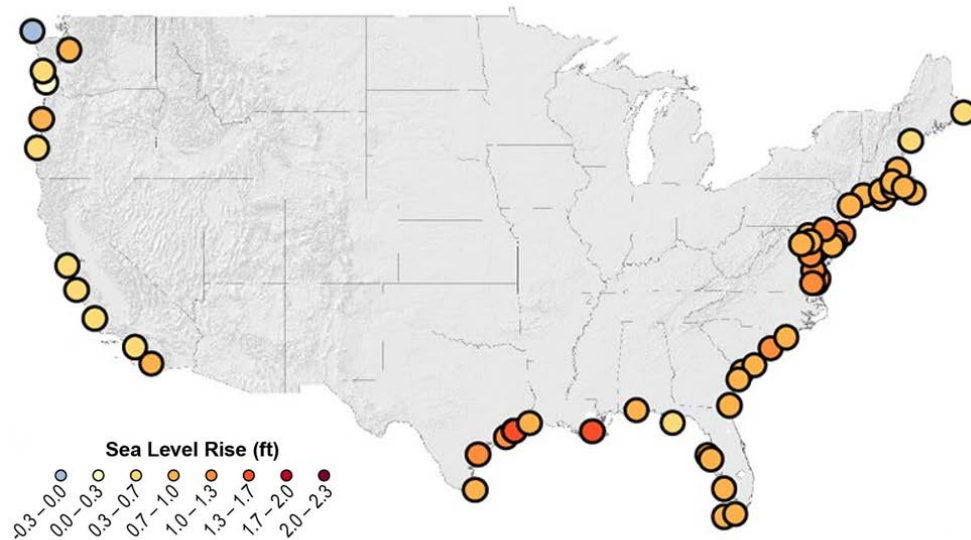 Sea Level Rise (ft)
-0.3 – 0.0
0.0 – 0.3
0.3 – 0.7
0.7 – 1.0
1.0 – 1.3
1.3 – 1.7
1.7 – 2.0
2.0 – 2.3